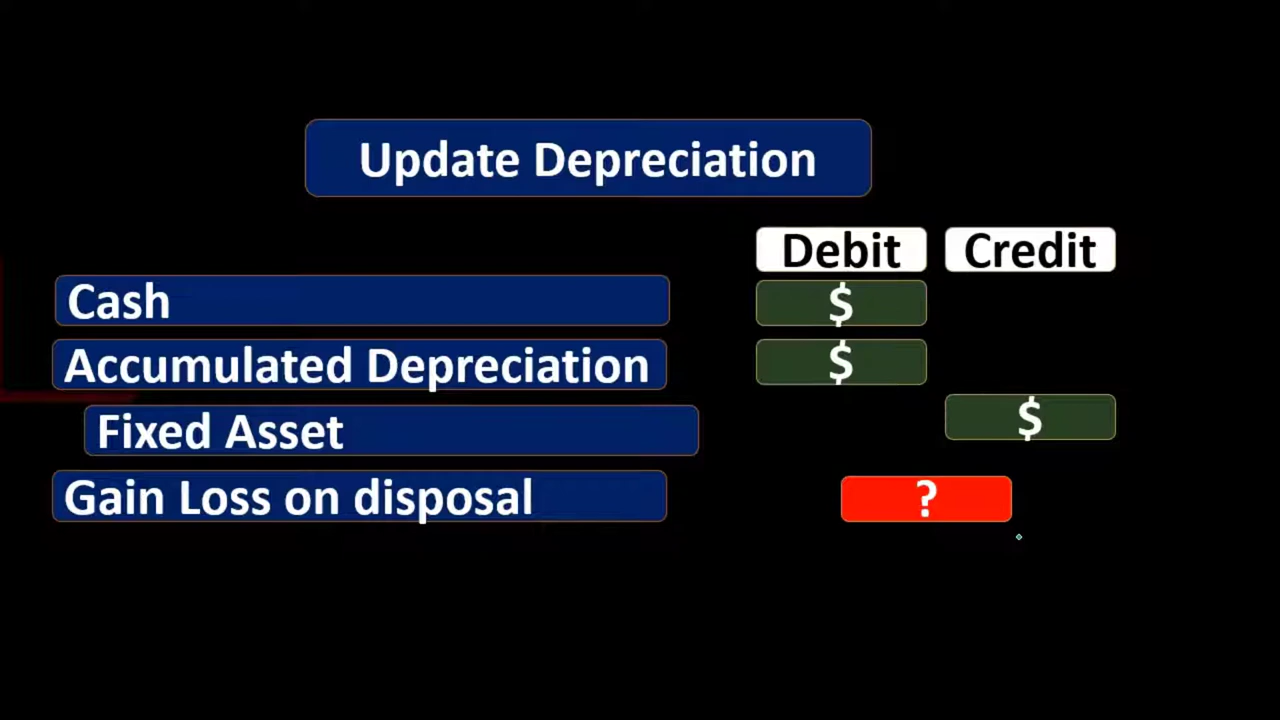 Update Depreciation
Debit Credit
Cash $
Accumulated Depreciation $
Fixed Asset $
Gain Loss on disposal ?